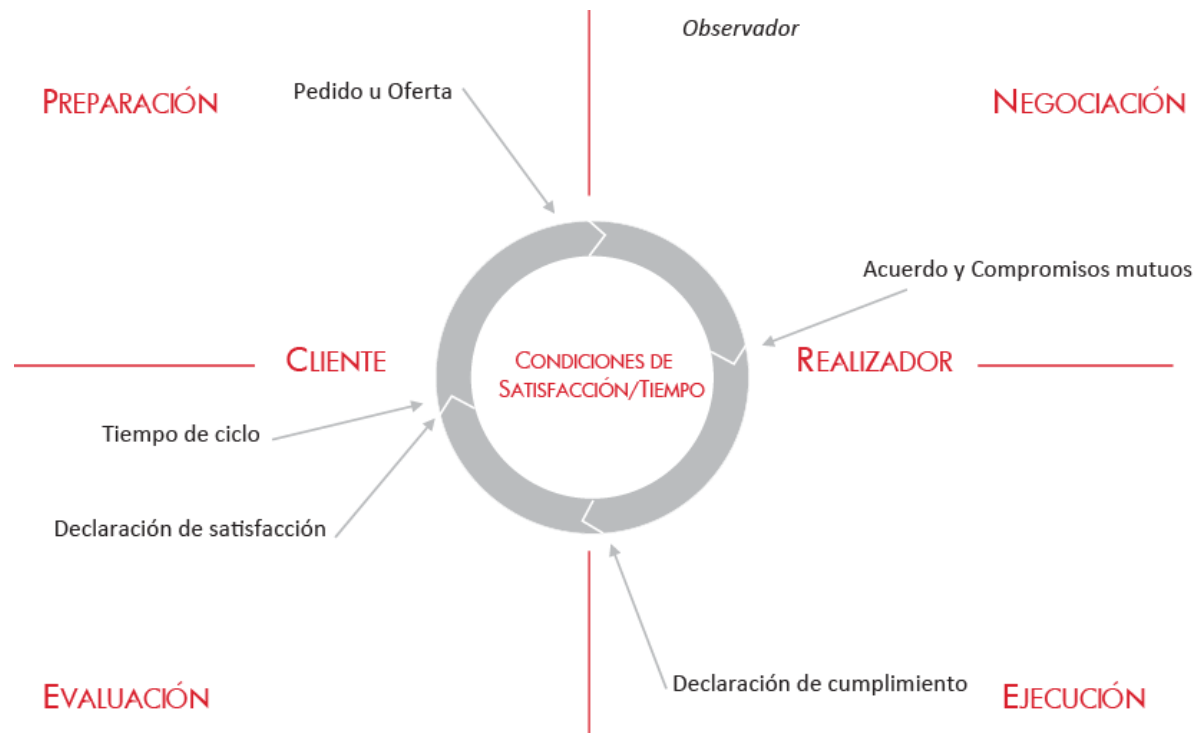 Observador
Pedido u Oferta
PREPARACIÓN
NEGOCIACIÓN
Acuerdo y Compromisos mutuos
CLIENTE
CONDICIONES DE
SATISFACCIÓN/TIEMPO
REALIZADOR
Tiempo de ciclo
Declaración de satisfacción
Declaración de cumplimiento
EVALUACIÓN
EJECUCIÓN